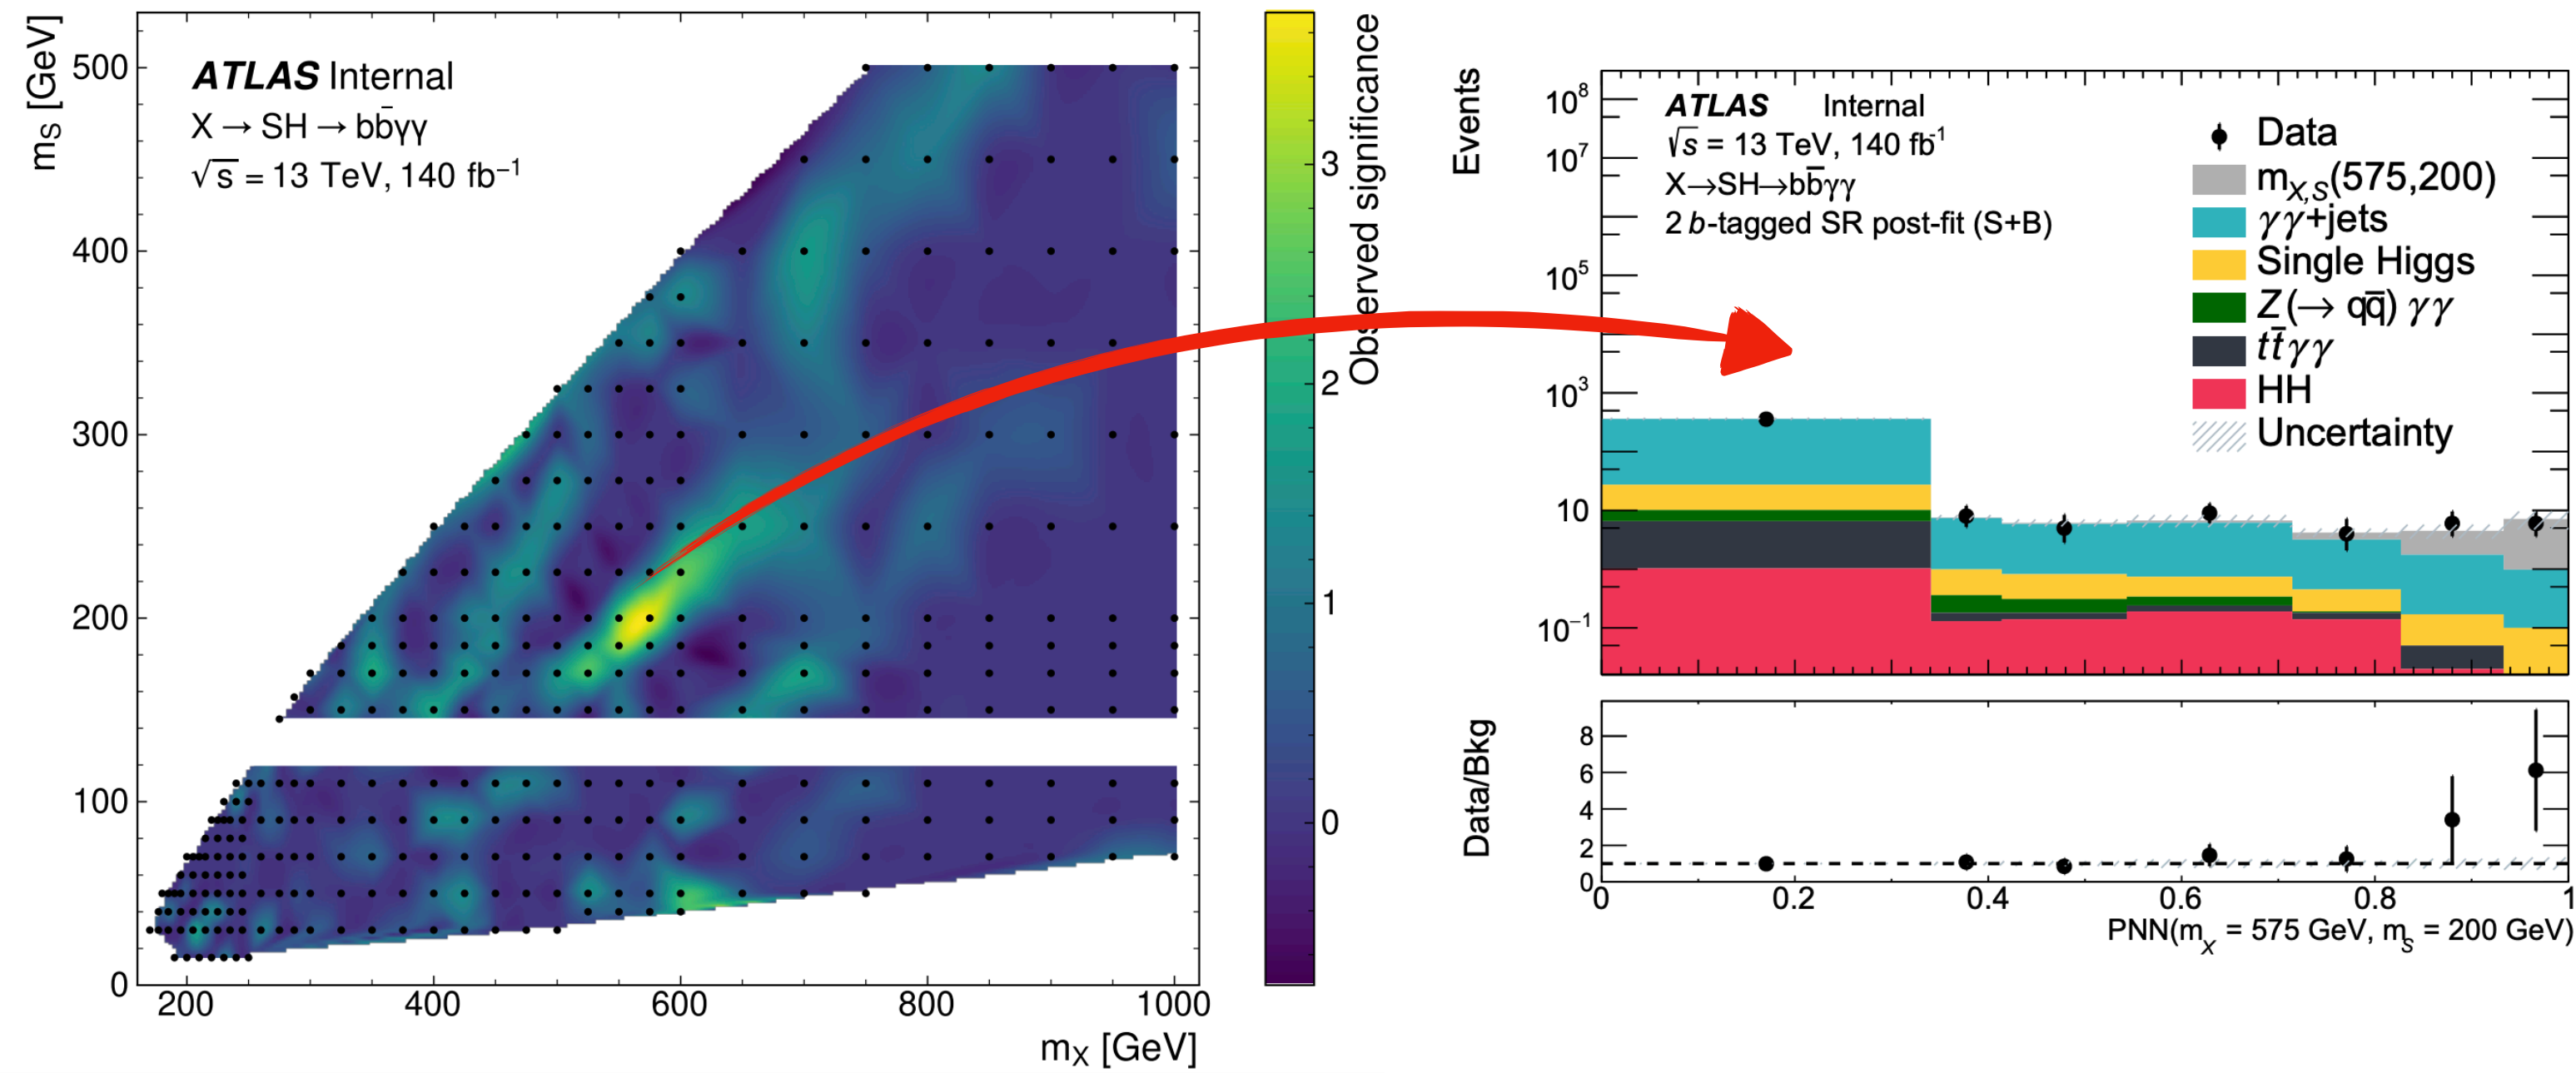 ATLAS Internal
X → SH → bb̄γγ
√s = 13 TeV, 140 fb⁻¹
m_S [GeV]
500
400
300
200
100
0
200
400
600
800
1000
m_X [GeV]
3
2
1
0
Observed significance
Events
10⁸
10⁷
10⁵
10³
10
10⁻¹
ATLAS Internal
√s = 13 TeV, 140 fb⁻¹
X→SH→bb̄γγ
2 b-tagged SR post-fit (S+B)
Data
m_X,S(575,200)
γγ+jets
Single Higgs
Z(→ qq̄) γγ
tt̄γγ
HH
Uncertainty
Data/Bkg
8
6
4
2
0
0
0.2
0.4
0.6
0.8
1
PNN(m_X = 575 GeV, m_S = 200 GeV)